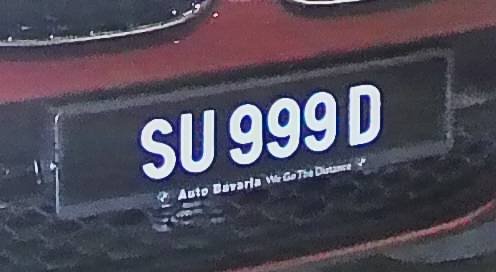 SU 999 D
Auto Bavaria We Go The Distance